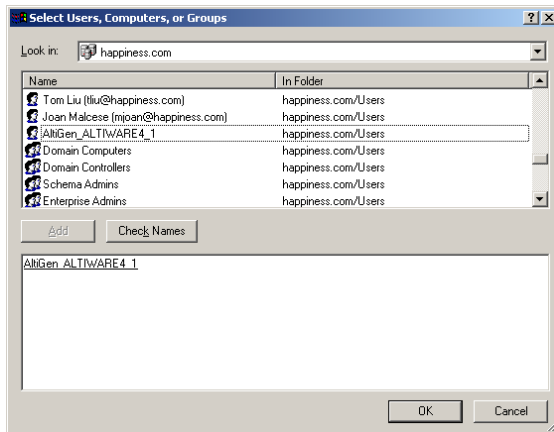 Select Users, Computers, or Groups
Look in: happiness.com
Name In Folder
Tom Liu (tliu@happiness.com) happiness.com/Users
Joan Malcese (mjoan@happiness.com) happiness.com/Users
AltiGen_ALTIWARE4_1 happiness.com/Users
Domain Computers happiness.com/Users
Domain Controllers happiness.com/Users
Schema Admins happiness.com/Users
Enterprise Admins happiness.com/Users
Add Check Names
AltiGen_ALTIWARE4_1
OK Cancel